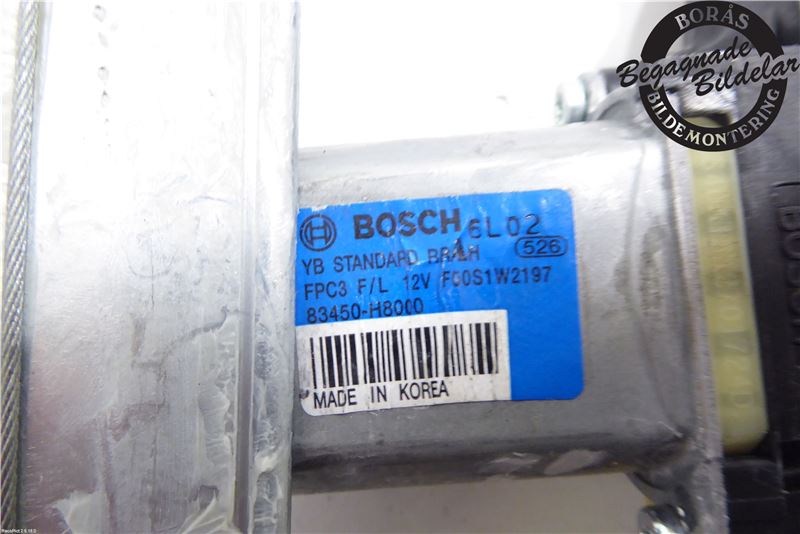 BORÅS
Begagnade
Bildelar
BILDEMONTERING
BOSCH 6L02
YB STANDARD BR/LH 526
FPC3 F/L 12V F00S1W2197
83450-H8000
MADE IN KOREA